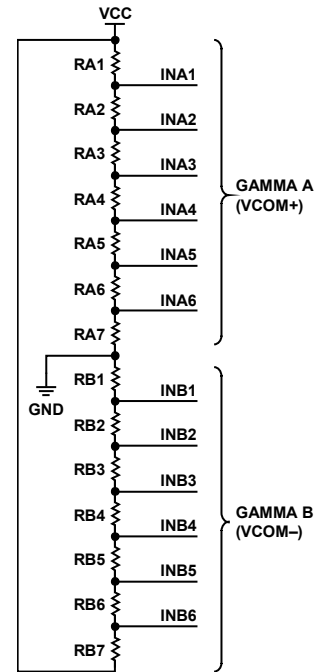 VCC
RA1
INA1
RA2
INA2
RA3
INA3
RA4
INA4
RA5
INA5
RA6
INA6
RA7
GAMMA A
(VCOM+)
GND
RB1
INB1
RB2
INB2
RB3
INB3
RB4
INB4
RB5
INB5
RB6
INB6
RB7
GAMMA B
(VCOM–)